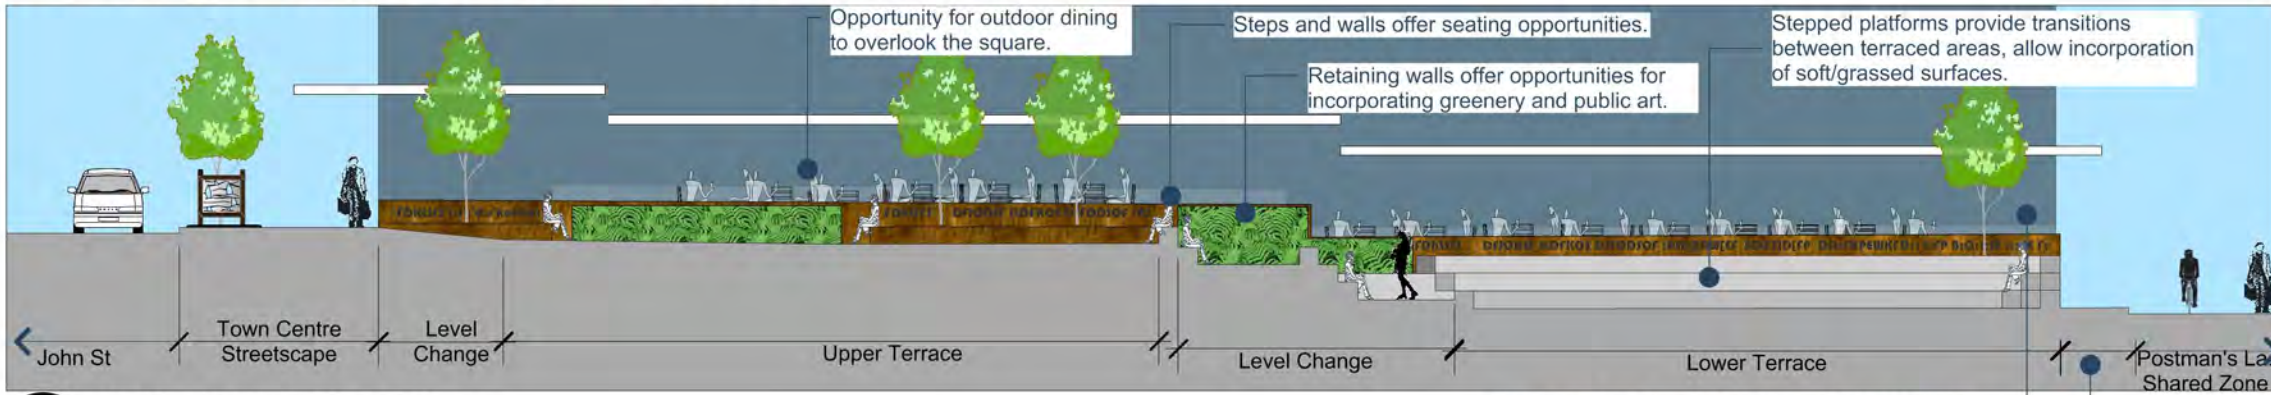 Opportunity for outdoor dining
to overlook the square.
Steps and walls offer seating opportunities.
Retaining walls offer opportunities for
incorporating greenery and public art.
Stepped platforms provide transitions
between terraced areas, allow incorporation
of soft/grassed surfaces.
John St
Town Centre
Streetscape
Level
Change
Upper Terrace
Level Change
Lower Terrace
Postman's La
Shared Zone